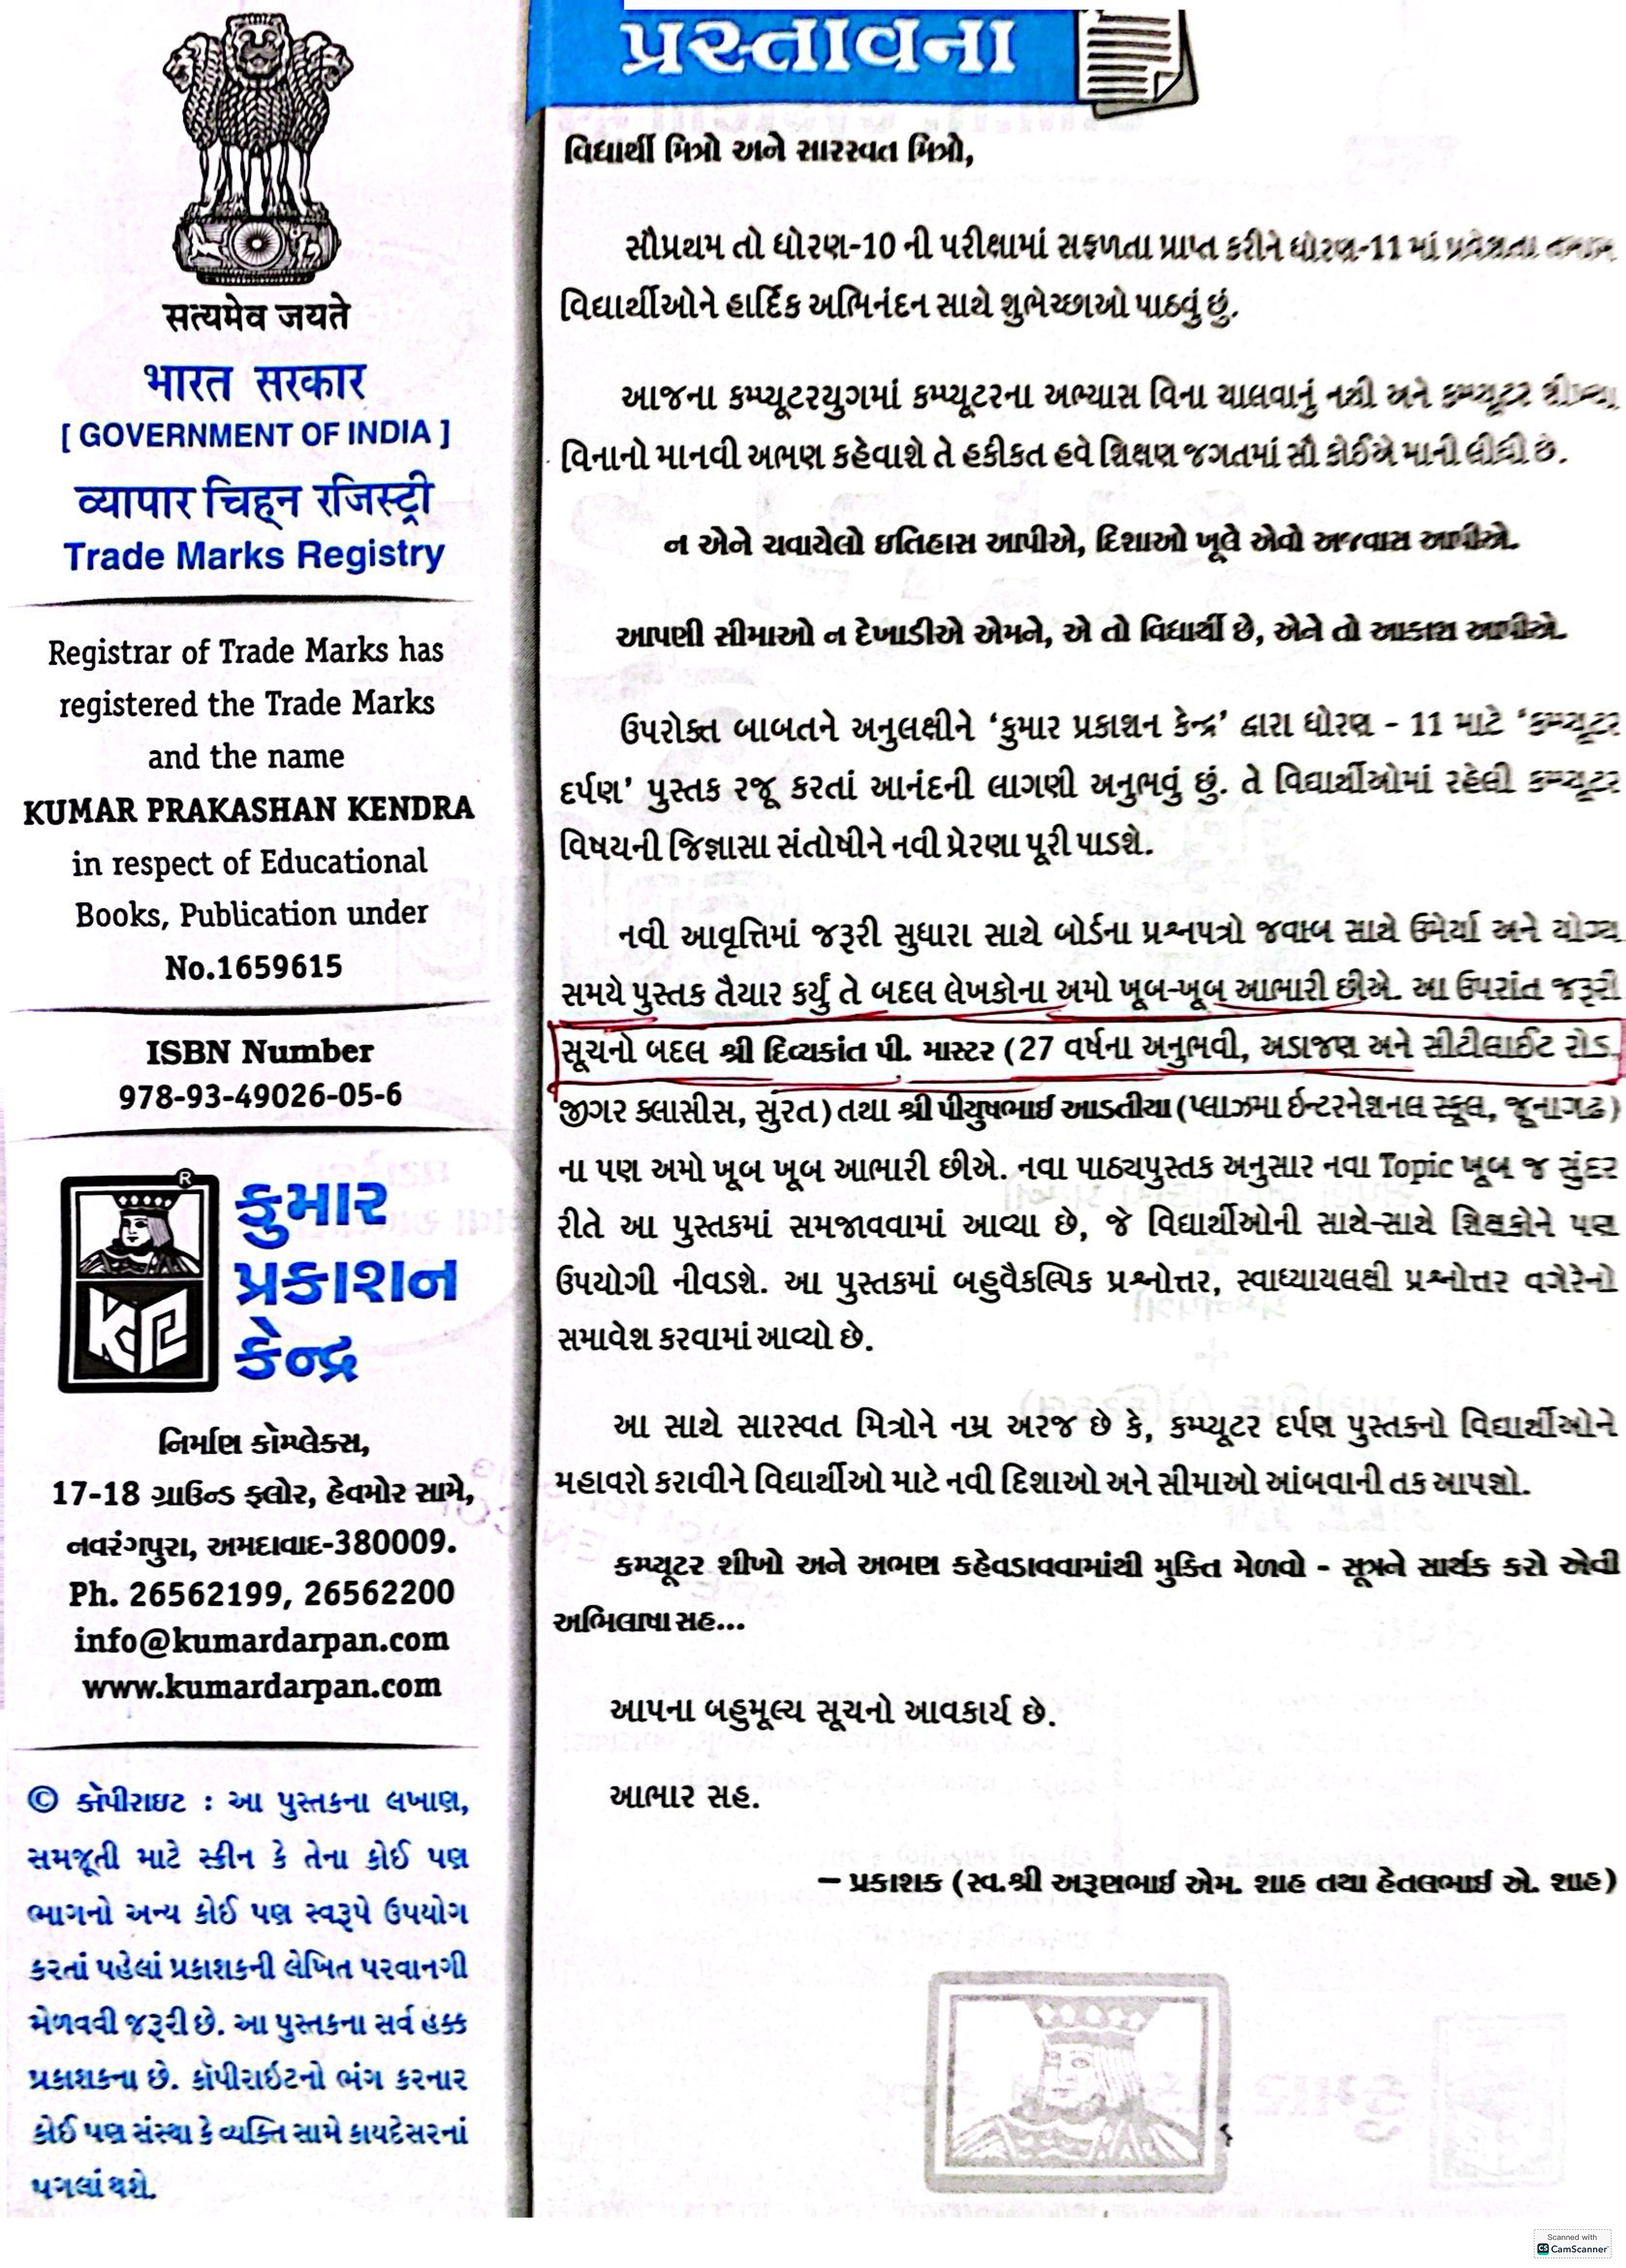 सत्यमेव जयते
भारत सरकार
[ GOVERNMENT OF INDIA ]
व्यापार चिह्न रजिस्ट्री
Trade Marks Registry
Registrar of Trade Marks has
registered the Trade Marks
and the name
KUMAR PRAKASHAN KENDRA
in respect of Educational
Books, Publication under
No.1659615
ISBN Number
978-93-49026-05-6
®
કુમાર
પ્રકાશન
કેન્દ્ર
નિર્માણ કૉમ્પ્લેક્સ,
17-18 ગ્રાઉન્ડ ફ્લોર, હેવમોર સામે,
નવરંગપુરા, અમદાવાદ-380009.
Ph. 26562199, 26562200
info@kumardarpan.com
www.kumardarpan.com
© કૉપીરાઇટ : આ પુસ્તકના લખાણ,
સમજૂતી માટે સ્ક્રીન કે તેના કોઈ પણ
ભાગનો અન્ય કોઈ પણ સ્વરૂપે ઉપયોગ
કરતાં પહેલાં પ્રકાશકની લેખિત પરવાનગી
મેળવવી જરૂરી છે. આ પુસ્તકના સર્વ હક્ક
પ્રકાશકના છે. કૉપીરાઇટનો ભંગ કરનાર
કોઈ પણ સંસ્થા કે વ્યક્તિ સામે કાયદેસરનાં
પગલાં થશે.
પ્રસ્તાવના
વિદ્યાર્થી મિત્રો અને સારસ્વત મિત્રો,
સૌપ્રથમ તો ધોરણ-10 ની પરીક્ષામાં સફળતા પ્રાપ્ત કરીને ધોરણ-11 માં પ્રવેશતા તમામ
વિદ્યાર્થીઓને હાર્દિક અભિનંદન સાથે શુભેચ્છાઓ પાઠવું છું.
આજના કમ્પ્યૂટરયુગમાં કમ્પ્યૂટરના અભ્યાસ વિના ચાલવાનું નથી અને કમ્પ્યૂટર શીખ્યા
વિનાનો માનવી અભણ કહેવાશે તે હકીકત હવે શિક્ષણ જગતમાં સૌ કોઈએ માની લીધી છે.
ન એને ચવાયેલો ઇતિહાસ આપીએ, દિશાઓ ખૂલે એવો અજવાસ આપીએ.
આપણી સીમાઓ ન દેખાડીએ એમને, એ તો વિદ્યાર્થી છે, એને તો આકાશ આપીએ.
ઉપરોક્ત બાબતને અનુલક્ષીને ‘કુમાર પ્રકાશન કેન્દ્ર’ દ્વારા ધોરણ - 11 માટે ‘કમ્પ્યૂટર
દર્પણ’ પુસ્તક રજૂ કરતાં આનંદની લાગણી અનુભવું છું. તે વિદ્યાર્થીઓમાં રહેલી કમ્પ્યૂટર
વિષયની જિજ્ઞાસા સંતોષીને નવી પ્રેરણા પૂરી પાડશે.
નવી આવૃત્તિમાં જરૂરી સુધારા સાથે બોર્ડના પ્રશ્નપત્રો જવાબ સાથે ઉમેર્યા અને યોગ્ય
સમયે પુસ્તક તૈયાર કર્યું તે બદલ લેખકોના અમો ખૂબ-ખૂબ આભારી છીએ. આ ઉપરાંત જરૂરી
સૂચનો બદલ શ્રી દિવ્યકાંત પી. માસ્ટર (27 વર્ષના અનુભવી, અડાજણ અને સીટીલાઈટ રોડ,
જીગર ક્લાસીસ, સુરત) તથા શ્રી પીયુષભાઈ આડતીયા (પ્લાઝમા ઇન્ટરનેશનલ સ્કૂલ, જૂનાગઢ)
ના પણ અમો ખૂબ ખૂબ આભારી છીએ. નવા પાઠ્યપુસ્તક અનુસાર નવા Topic ખૂબ જ સુંદર
રીતે આ પુસ્તકમાં સમજાવવામાં આવ્યા છે, જે વિદ્યાર્થીઓની સાથે-સાથે શિક્ષકોને પણ
ઉપયોગી નીવડશે. આ પુસ્તકમાં બહુવૈકલ્પિક પ્રશ્નોત્તર, સ્વાધ્યાયલક્ષી પ્રશ્નોત્તર વગેરેનો
સમાવેશ કરવામાં આવ્યો છે.
આ સાથે સારસ્વત મિત્રોને નમ્ર અરજ છે કે, કમ્પ્યૂટર દર્પણ પુસ્તકનો વિદ્યાર્થીઓને
મહાવરો કરાવીને વિદ્યાર્થીઓ માટે નવી દિશાઓ અને સીમાઓ આંબવાની તક આપશો.
કમ્પ્યૂટર શીખો અને અભણ કહેવડાવવામાંથી મુક્તિ મેળવો - સૂત્રને સાર્થક કરો એવી
અભિલાષા સહ...
આપના બહુમૂલ્ય સૂચનો આવકાર્ય છે.
આભાર સહ.
– પ્રકાશક (સ્વ.શ્રી અરૂણભાઈ એમ. શાહ તથા હેતલભાઈ એ. શાહ)
Scanned with
CS CamScanner